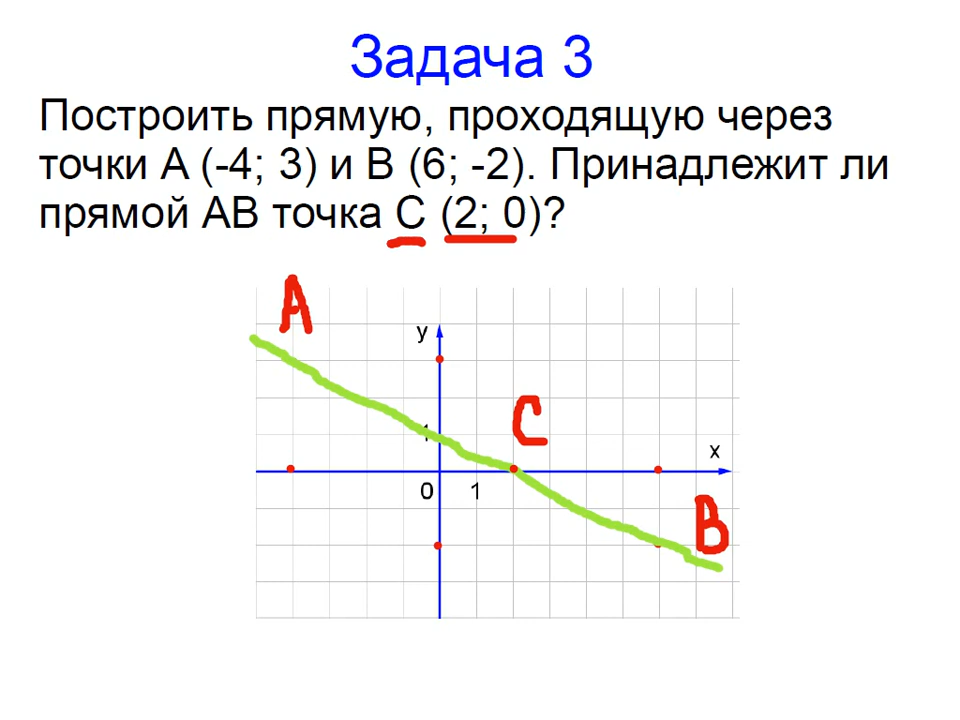 Задача 3
Построить прямую, проходящую через
точки А (-4; 3) и В (6; -2). Принадлежит ли
прямой АВ точка С (2; 0)?
A
y
C
1
x
0 1
B